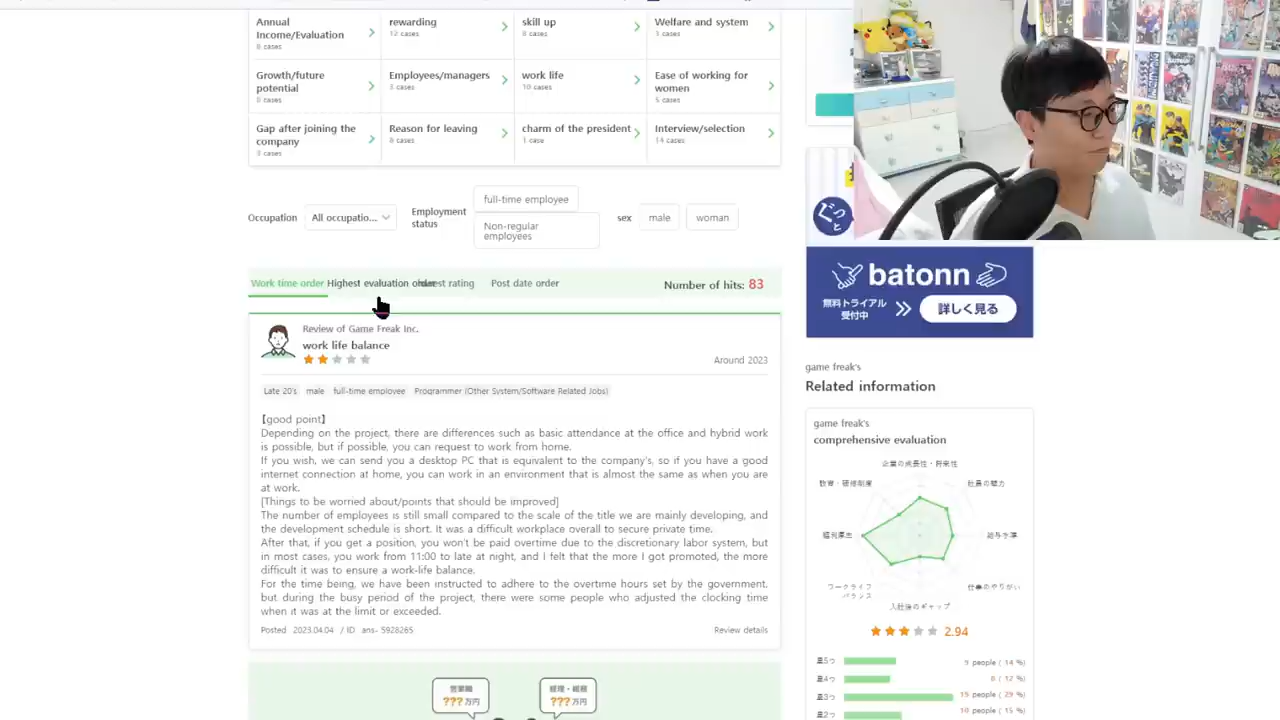 Annual
Income/Evaluation
8 cases
rewarding
12 cases
skill up
8 cases
Welfare and system
3 cases
Growth/future
potential
8 cases
Employees/managers
3 cases
work life
10 cases
Ease of working for
women
5 cases
Gap after joining the
company
3 cases
Reason for leaving
8 cases
charm of the president
1 case
Interview/selection
14 cases
Occupation
All occupatio...
Employment
status
full-time employee
Non-regular
employees
sex
male
woman
Work time order
Highest evaluation order
rating
Post date order
Number of hits: 83
Review of Game Freak Inc.
work life balance
Around 2023
Late 20's male full-time employee Programmer (Other System/Software Related Jobs)
【good point】
Depending on the project, there are differences such as basic attendance at the office and hybrid work
is possible, but if possible, you can request to work from home.
If you wish, we can send you a desktop PC that is equivalent to the company's, so if you have a good
internet connection at home, you can work in an environment that is almost the same as when you are
at work.
[Things to be worried about/points that should be improved]
The number of employees is still small compared to the scale of the title we are mainly developing, and
the development schedule is short. It was a difficult workplace overall to secure private time.
After that, if you get a position, you won't be paid overtime due to the discretionary labor system, but
in most cases, you work from 11:00 to late at night, and I felt that the more I got promoted, the more
difficult it was to ensure a work-life balance.
For the time being, we have been instructed to adhere to the overtime hours set by the government,
but during the busy period of the project, there were some people who adjusted the clocking time
when it was at the limit or exceeded.
Posted 2023.04.04 / ID ans- 5928265
Review details
営業職
???万円
経理・総務
???万円
batonn
無料トライアル
受付中
詳しく見る
game freak's
Related information
game freak's
comprehensive evaluation
企業の成長性・将来性
教育・研修制度
社員の魅力
福利厚生
給与水準
ワークライフ
バランス
仕事のやりがい
入社後のギャップ
2.94
星5つ
9 people ( 14 %)
星4つ
8 ( 12 %)
星3つ
19 people ( 29 %)
星2つ
10 people ( 15 %)